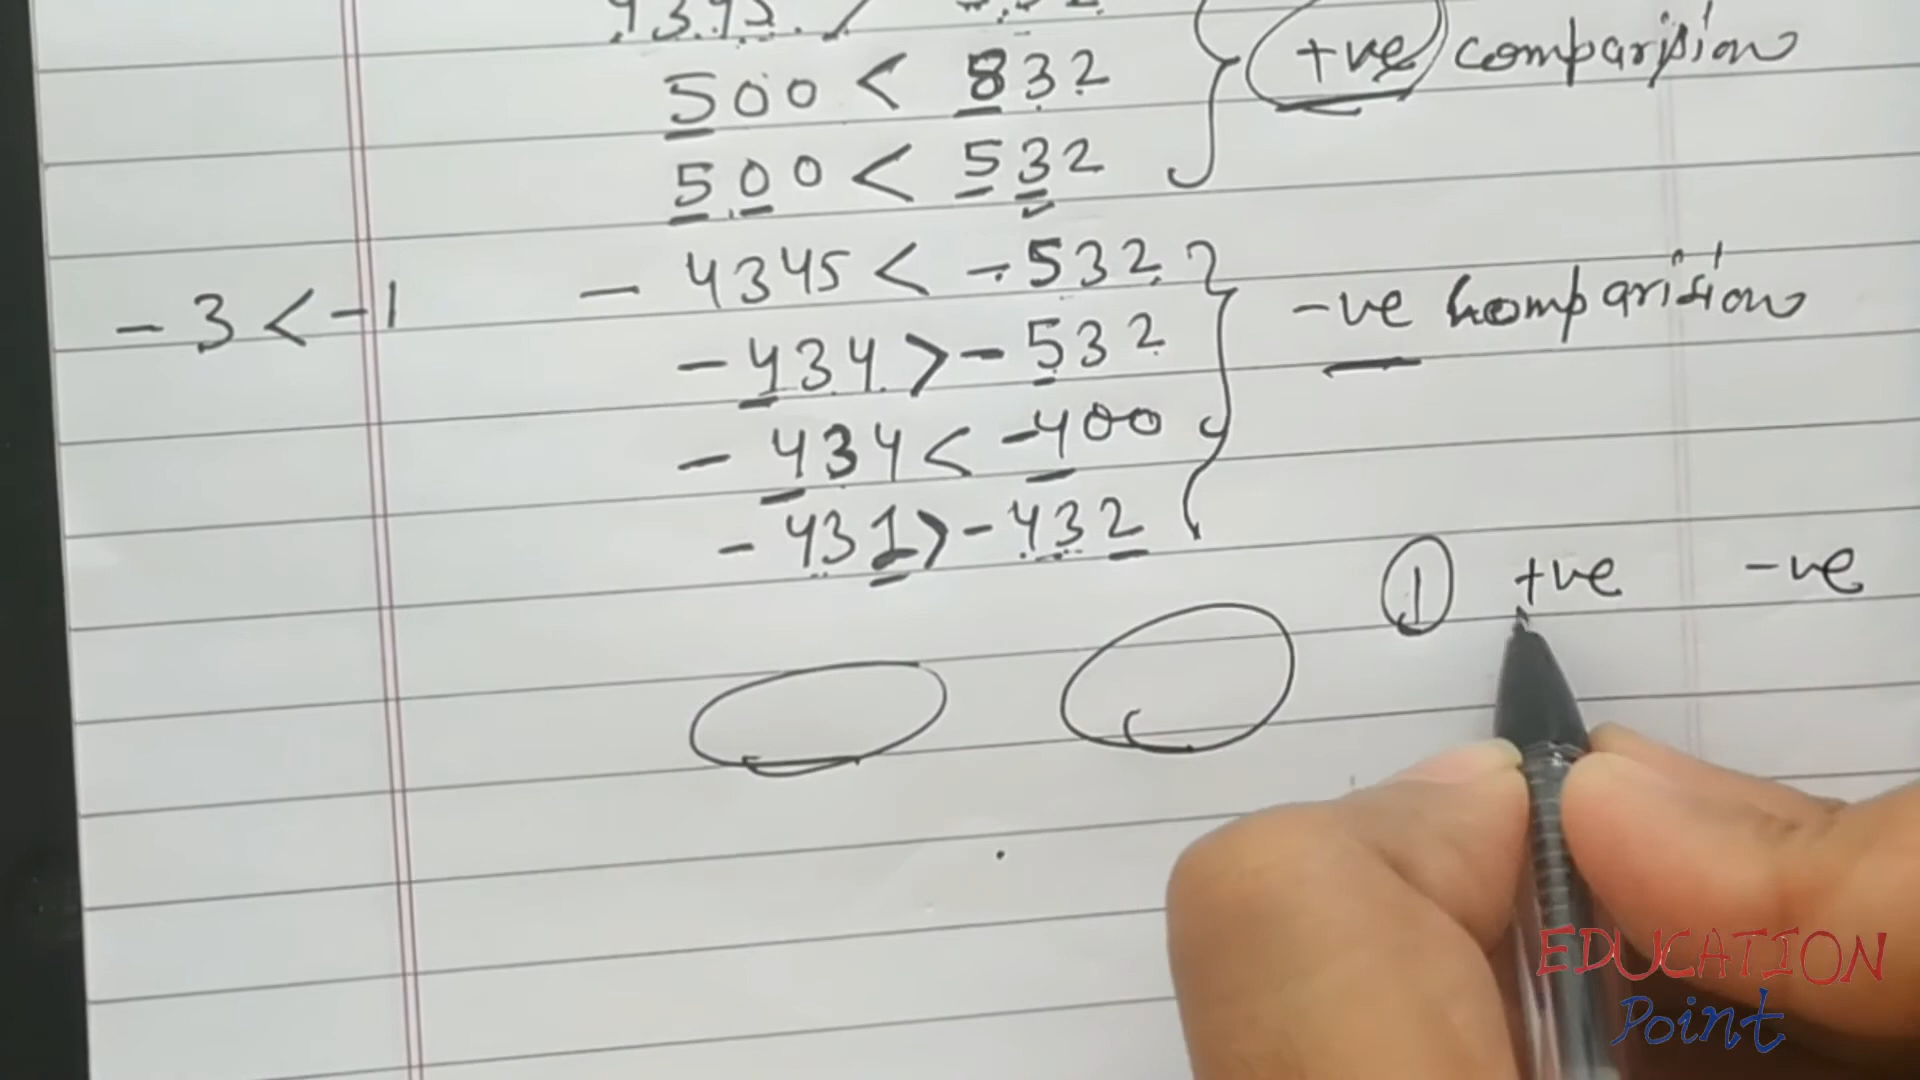 500 < 832
+ve comparision
500 < 532
- 4345 < - 532
- 3 < - 1
-ve comparision
- 434 > - 532
- 434 < - 400
- 431 > - 432
1 +ve -ve
EDUCATION
Point